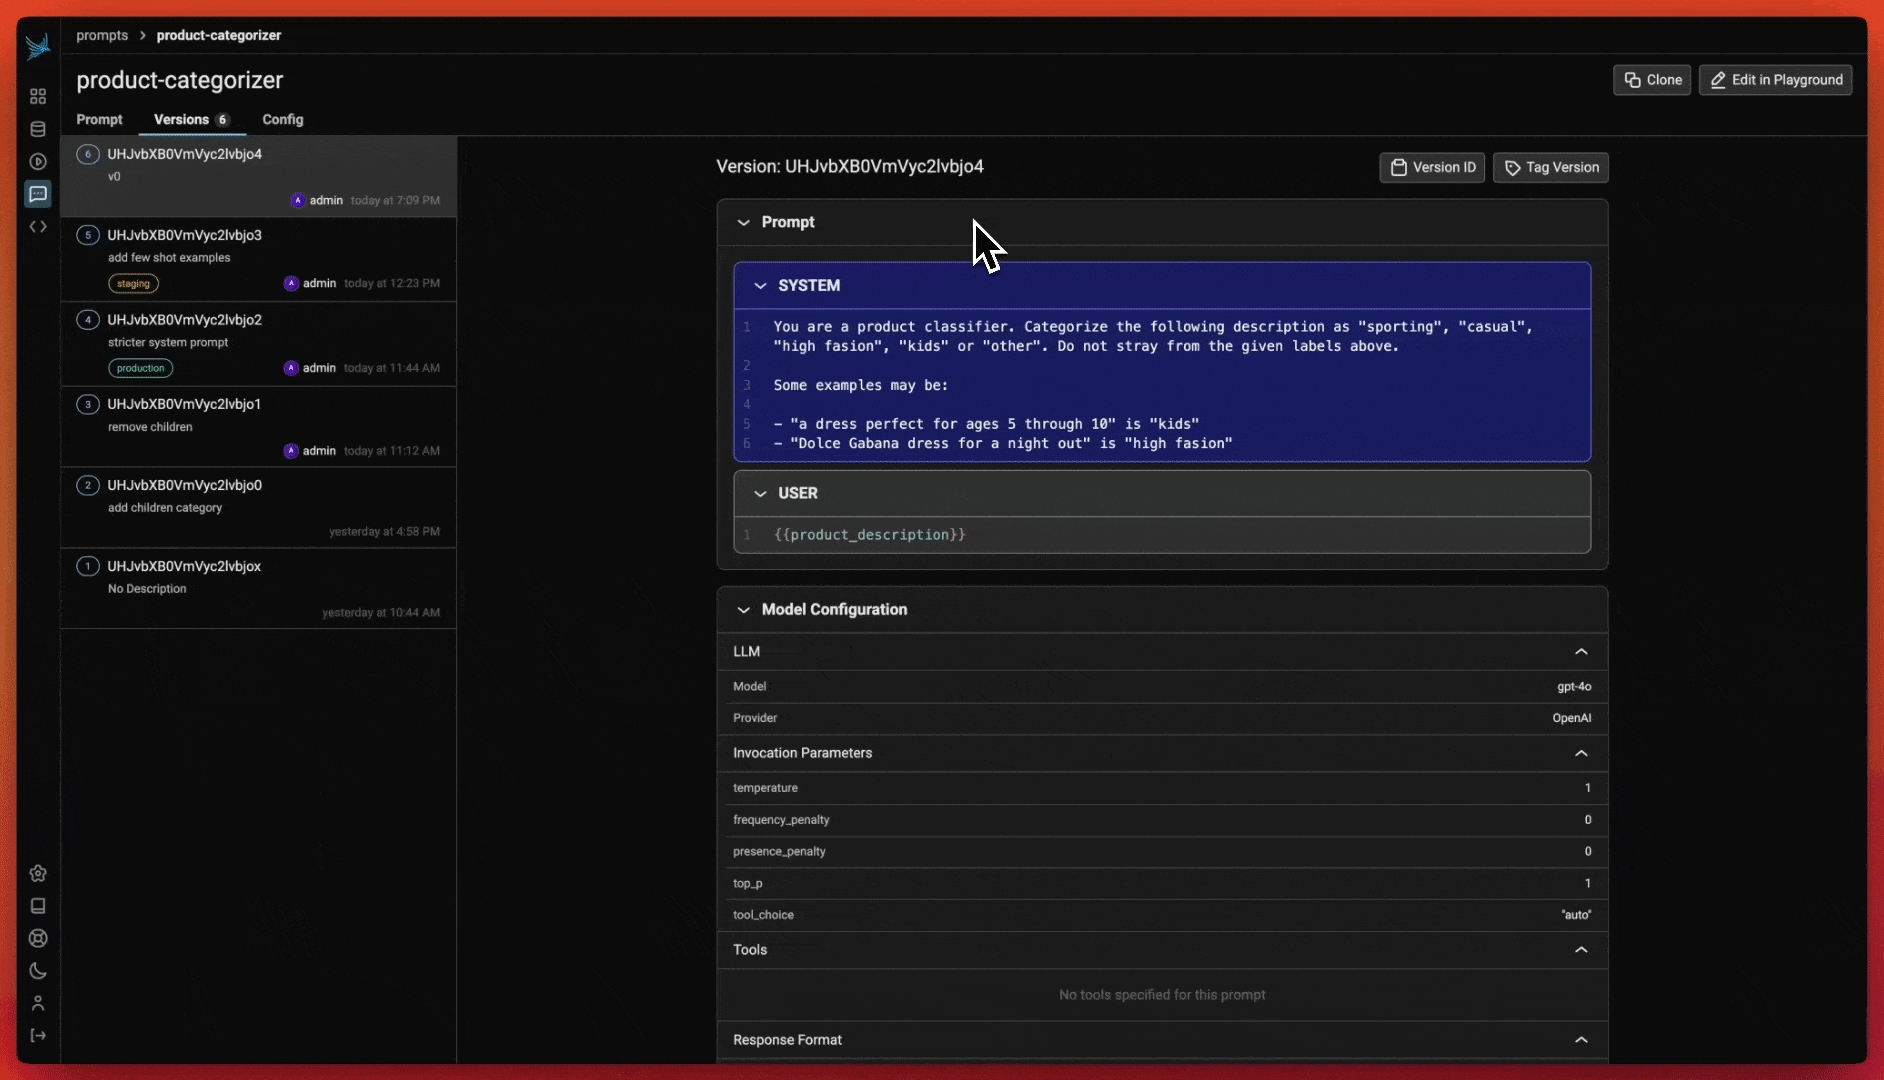 prompts > product-categorizer
product-categorizer
Clone
Edit in Playground
Prompt
Versions 6
Config
6 UHJvbXB0VmVyc2lvbjo4
v0
A admin today at 7:09 PM
5 UHJvbXB0VmVyc2lvbjo3
add few shot examples
staging A admin today at 12:23 PM
4 UHJvbXB0VmVyc2lvbjo2
stricter system prompt
production A admin today at 11:44 AM
3 UHJvbXB0VmVyc2lvbjo1
remove children
A admin today at 11:12 AM
2 UHJvbXB0VmVyc2lvbjo0
add children category
yesterday at 4:58 PM
1 UHJvbXB0VmVyc2lvbjox
No Description
yesterday at 10:44 AM
Version: UHJvbXB0VmVyc2lvbjo4
Version ID
Tag Version
Prompt
SYSTEM
1 You are a product classifier. Categorize the following description as "sporting", "casual",
"high fasion", "kids" or "other". Do not stray from the given labels above.
2
3 Some examples may be:
4
5 – "a dress perfect for ages 5 through 10" is "kids"
6 – "Dolce Gabana dress for a night out" is "high fasion"
USER
1 {{product_description}}
Model Configuration
LLM
Model gpt-4o
Provider OpenAI
Invocation Parameters
temperature 1
frequency_penalty 0
presence_penalty 0
top_p 1
tool_choice "auto"
Tools
No tools specified for this prompt
Response Format